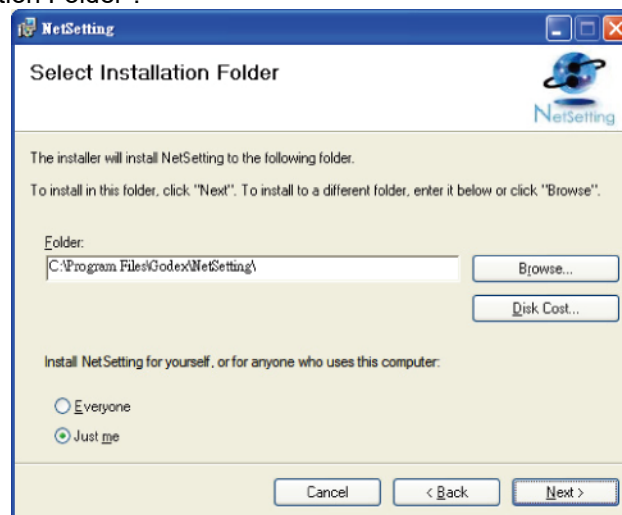 tion Folder".
NetSetting
Select Installation Folder
NetSetting
The installer will install NetSetting to the following folder.
To install in this folder, click "Next". To install to a different folder, enter it below or click "Browse".
Folder:
C:\Program Files\Godex\NetSetting\
Browse...
Disk Cost...
Install NetSetting for yourself, or for anyone who uses this computer:
Everyone
Just me
Cancel
< Back
Next >